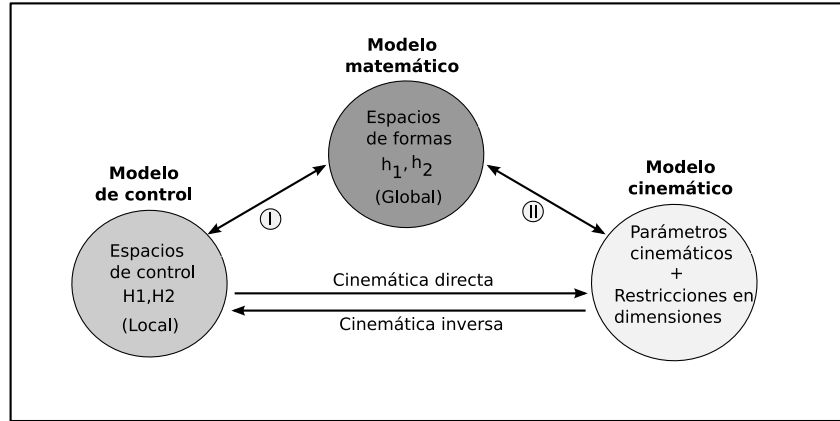 Modelo
matemático
Espacios
de formas
h1, h2
(Global)
Modelo
de control
Espacios
de control
H1,H2
(Local)
Modelo
cinemático
Parámetros
cinemáticos
+
Restricciones en
dimensiones
I
II
Cinemática directa
Cinemática inversa